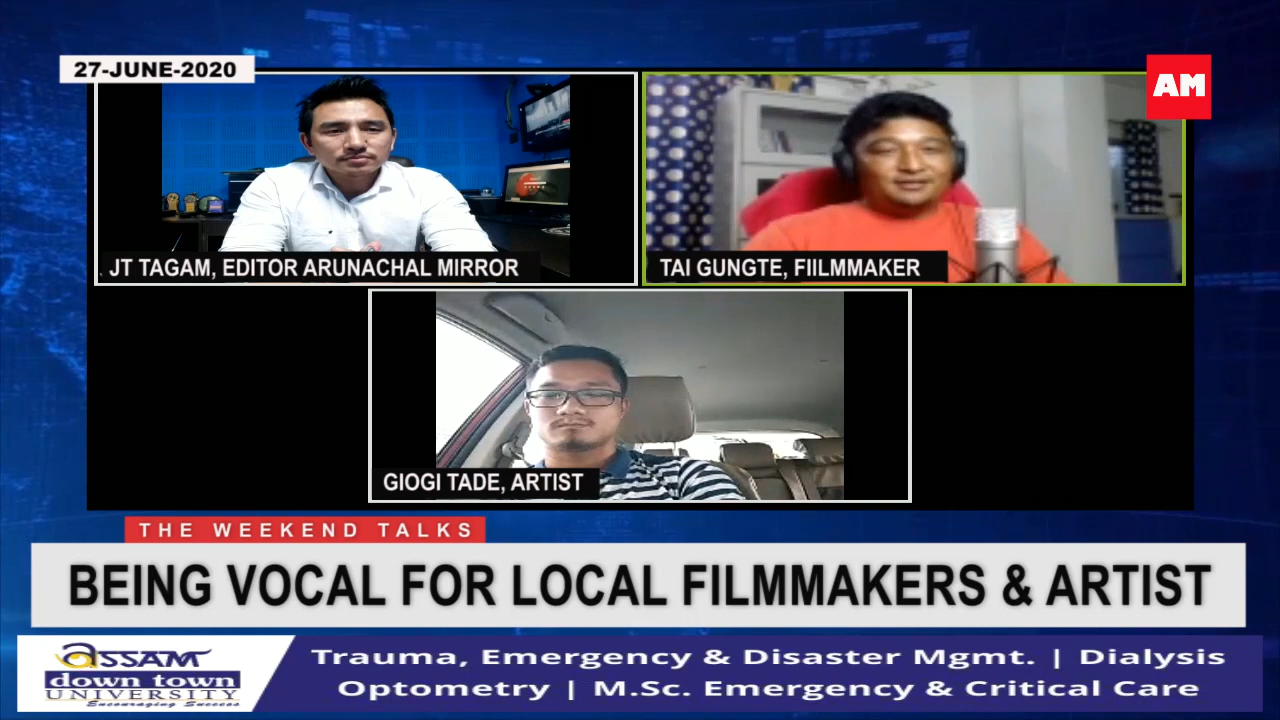 27-JUNE-2020
AM
JT TAGAM, EDITOR ARUNACHAL MIRROR
TAI GUNGTE, FIILMMAKER
GIOGI TADE, ARTIST
THE WEEKEND TALKS
BEING VOCAL FOR LOCAL FILMMAKERS & ARTIST
ASSAM
down town
UNIVERSITY
Encouraging Success
Trauma, Emergency & Disaster Mgmt. | Dialysis
Optometry | M.Sc. Emergency & Critical Care